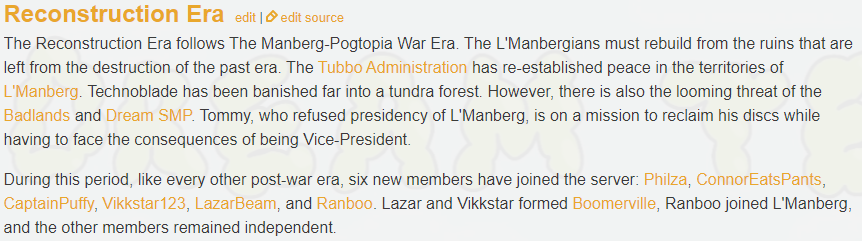 Reconstruction Era edit | edit source
The Reconstruction Era follows The Manberg-Pogtopia War Era. The L'Manbergians must rebuild from the ruins that are
left from the destruction of the past era. The Tubbo Administration has re-established peace in the territories of
L'Manberg. Technoblade has been banished far into a tundra forest. However, there is also the looming threat of the
Badlands and Dream SMP. Tommy, who refused presidency of L'Manberg, is on a mission to reclaim his discs while
having to face the consequences of being Vice-President.
During this period, like every other post-war era, six new members have joined the server: Philza, ConnorEatsPants,
CaptainPuffy, Vikkstar123, LazarBeam, and Ranboo. Lazar and Vikkstar formed Boomerville, Ranboo joined L'Manberg,
and the other members remained independent.